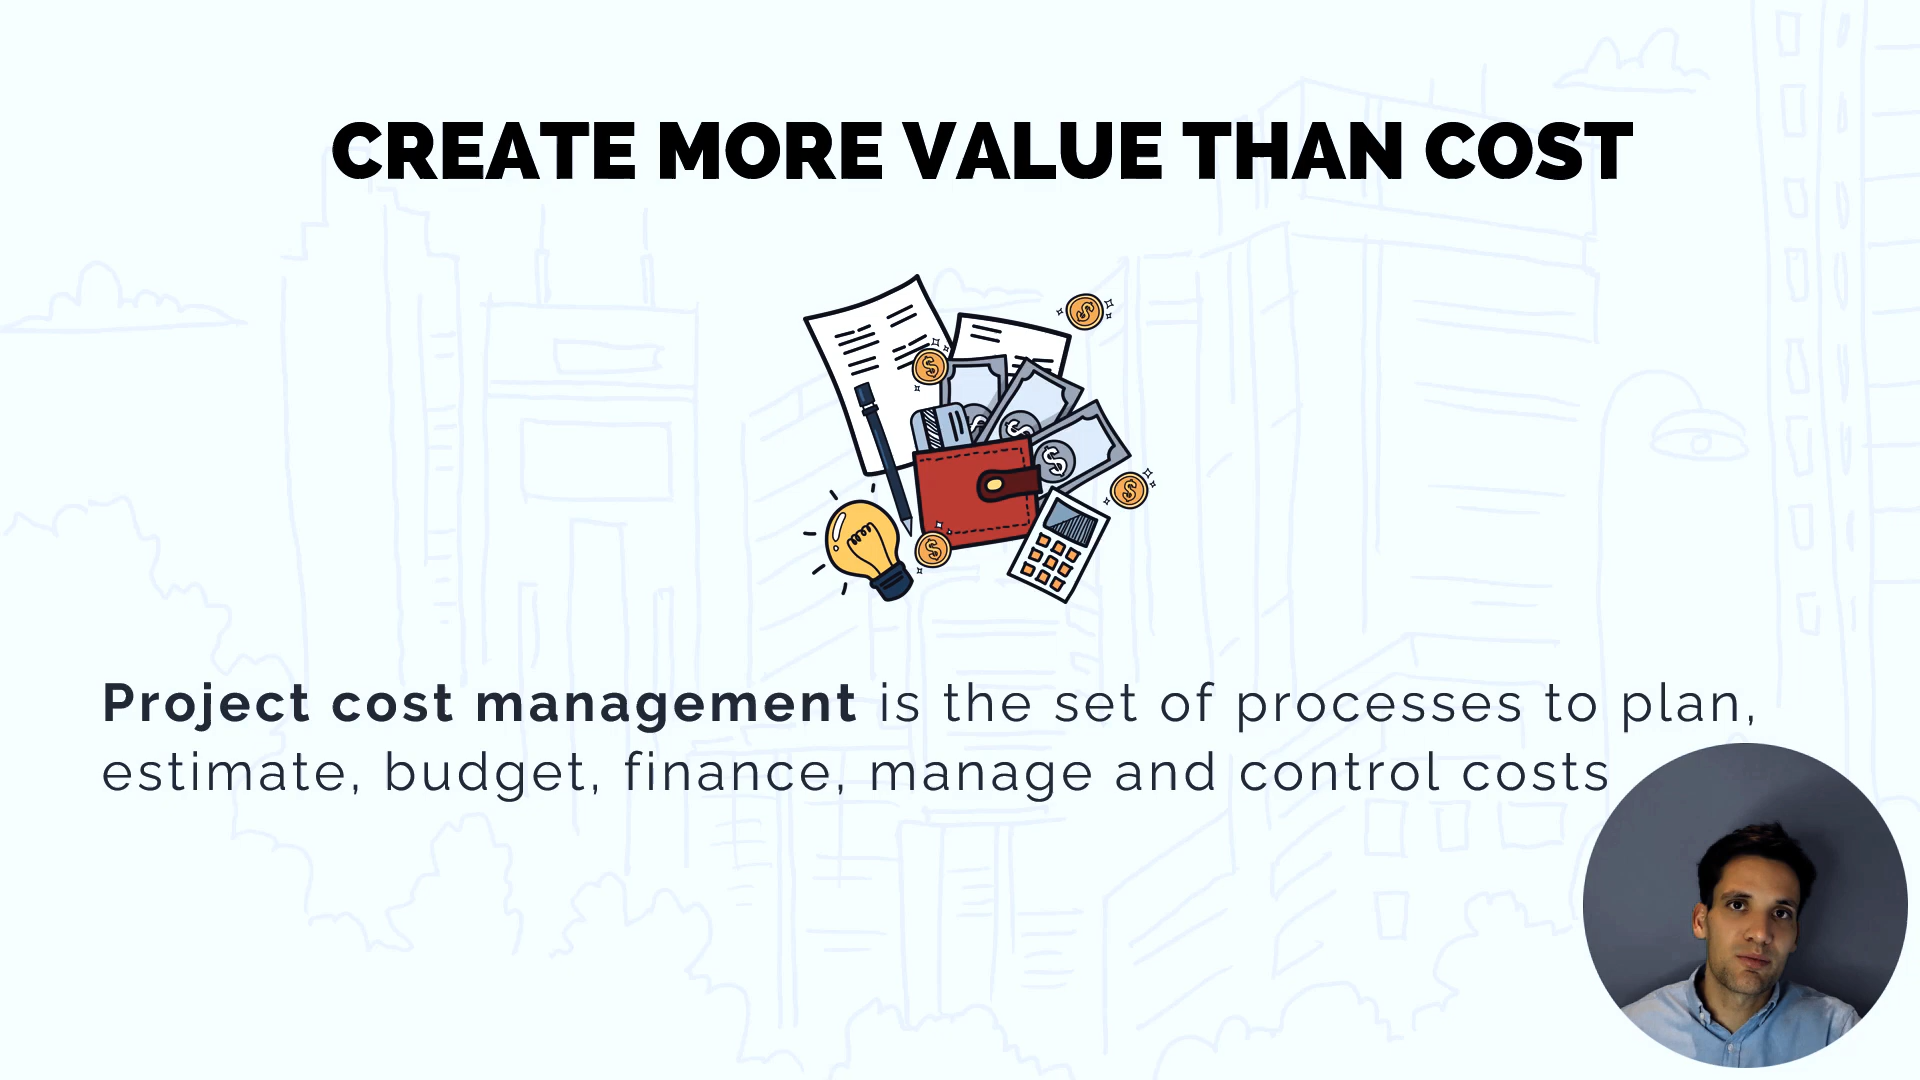 CREATE MORE VALUE THAN COST
Project cost management is the set of processes to plan,
estimate, budget, finance, manage and control costs